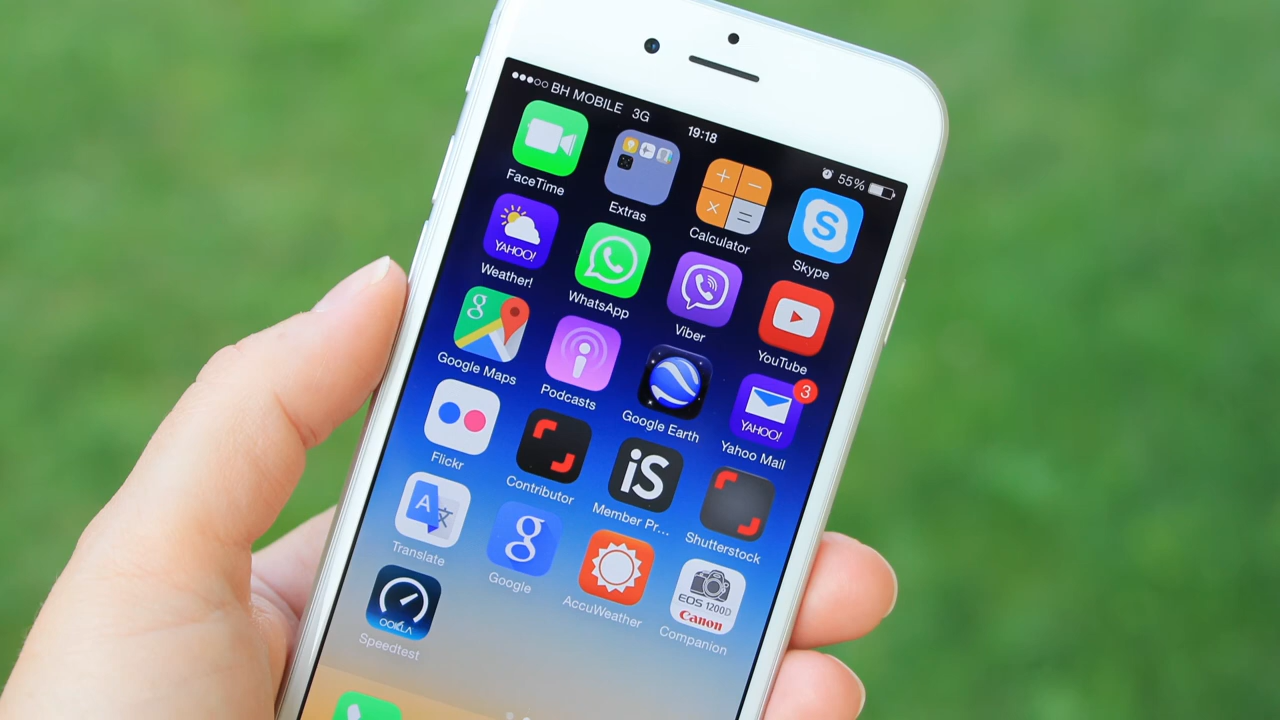 BH MOBILE 3G 19:18 55%
FaceTime Extras Calculator Skype
YAHOO!
Weather! WhatsApp Viber YouTube
g
3
YAHOO!
Google Maps Podcasts Google Earth Yahoo Mail
iS
Flickr Contributor Member Pr... Shutterstock
A 文
g
EOS 1200D
Canon
Translate Google AccuWeather Companion
OOKLA
Speedtest